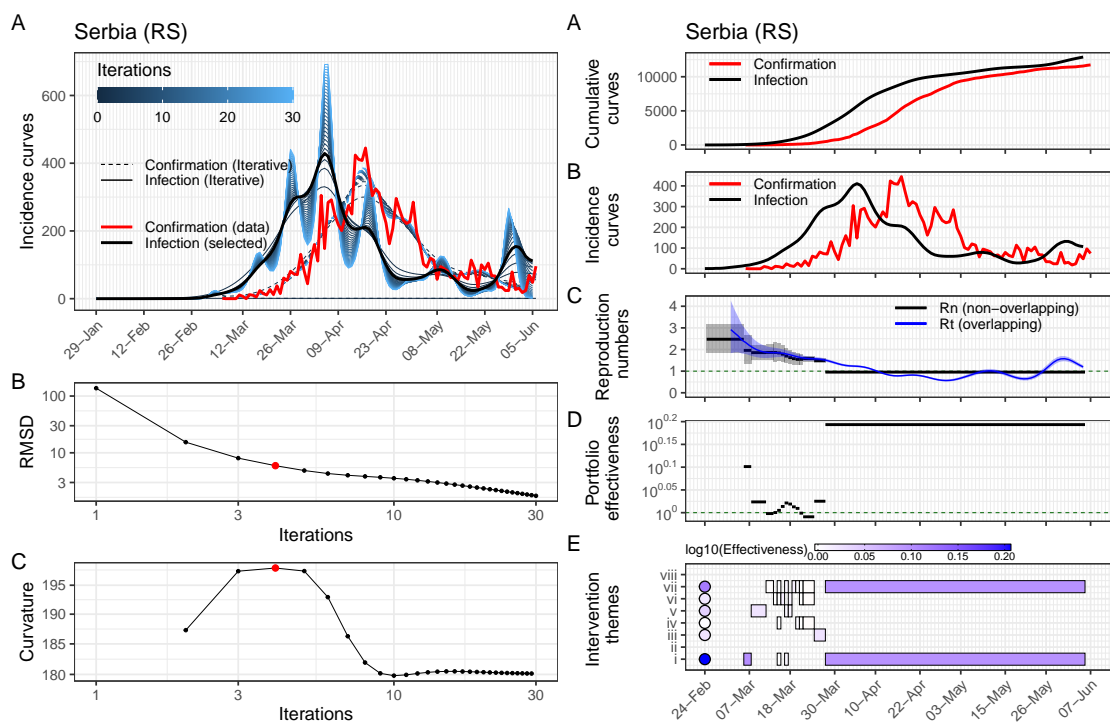 A
Serbia (RS)
Iterations
0 10 20 30
Confirmation (Iterative)
Infection (Iterative)
Confirmation (data)
Infection (selected)
Incidence curves
600
400
200
0
29−Jan
12−Feb
26−Feb
12−Mar
26−Mar
09−Apr
23−Apr
08−May
22−May
05−Jun
B
RMSD
100
30
10
3
1 3 10 30
Iterations
C
Curvature
195
190
185
180
1 3 10 30
Iterations
A
Serbia (RS)
Confirmation
Infection
Cumulative
curves
10000
5000
0
B
Confirmation
Infection
Incidence
curves
400
300
200
100
0
C
Rn (non−overlapping)
Rt (overlapping)
Reproduction
numbers
4
3
2
1
0
D
Portfolio
effectiveness
10^0.2
10^0.15
10^0.1
10^0.05
10^0
E
log10(Effectiveness)
0.00 0.05 0.10 0.15 0.20
Intervention
themes
viii
vii
vi
v
iv
iii
ii
i
24−Feb
07−Mar
18−Mar
30−Mar
10−Apr
22−Apr
03−May
15−May
26−May
07−Jun